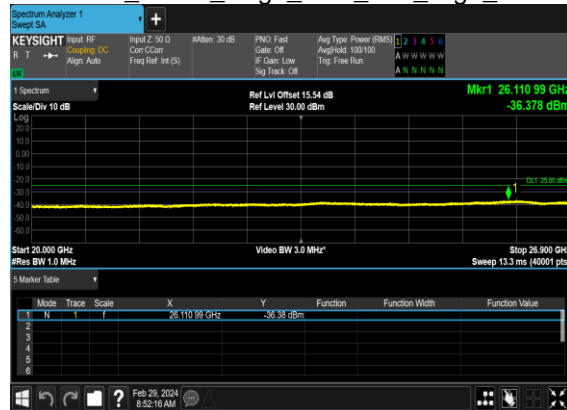 Spectrum Analyzer 1
Swept SA
KEYSIGHT
R T
Input: RF
Coupling: DC
Align: Auto
Input Z: 50 Ω
Corr CCorr
Freq Ref: Int (S)
#Atten: 30 dB
PNO: Fast
Gate: Off
IF Gain: Low
Sig Track: Off
Avg Type: Power (RMS)
Avg|Hold: 100/100
Trig: Free Run
1 2 3 4 5 6
A W W W W W
A N N N N N
1 Spectrum
Scale/Div 10 dB
Ref Lvl Offset 15.54 dB
Ref Level 30.00 dBm
Mkr1 26.110 99 GHz
-36.378 dBm
Log
20.0
10.0
0.00
-10.0
-20.0
-30.0
-40.0
-50.0
-60.0
DL1 -25.00 dBm
1
Start 20.000 GHz
#Res BW 1.0 MHz
Video BW 3.0 MHz*
Stop 26.900 GHz
Sweep 13.3 ms (40001 pts)
5 Marker Table
Mode Trace Scale X Y Function Function Width Function Value
1 N 1 f 26.110 99 GHz -36.38 dBm
2
3
4
5
6
Feb 29, 2024
8:52:16 AM